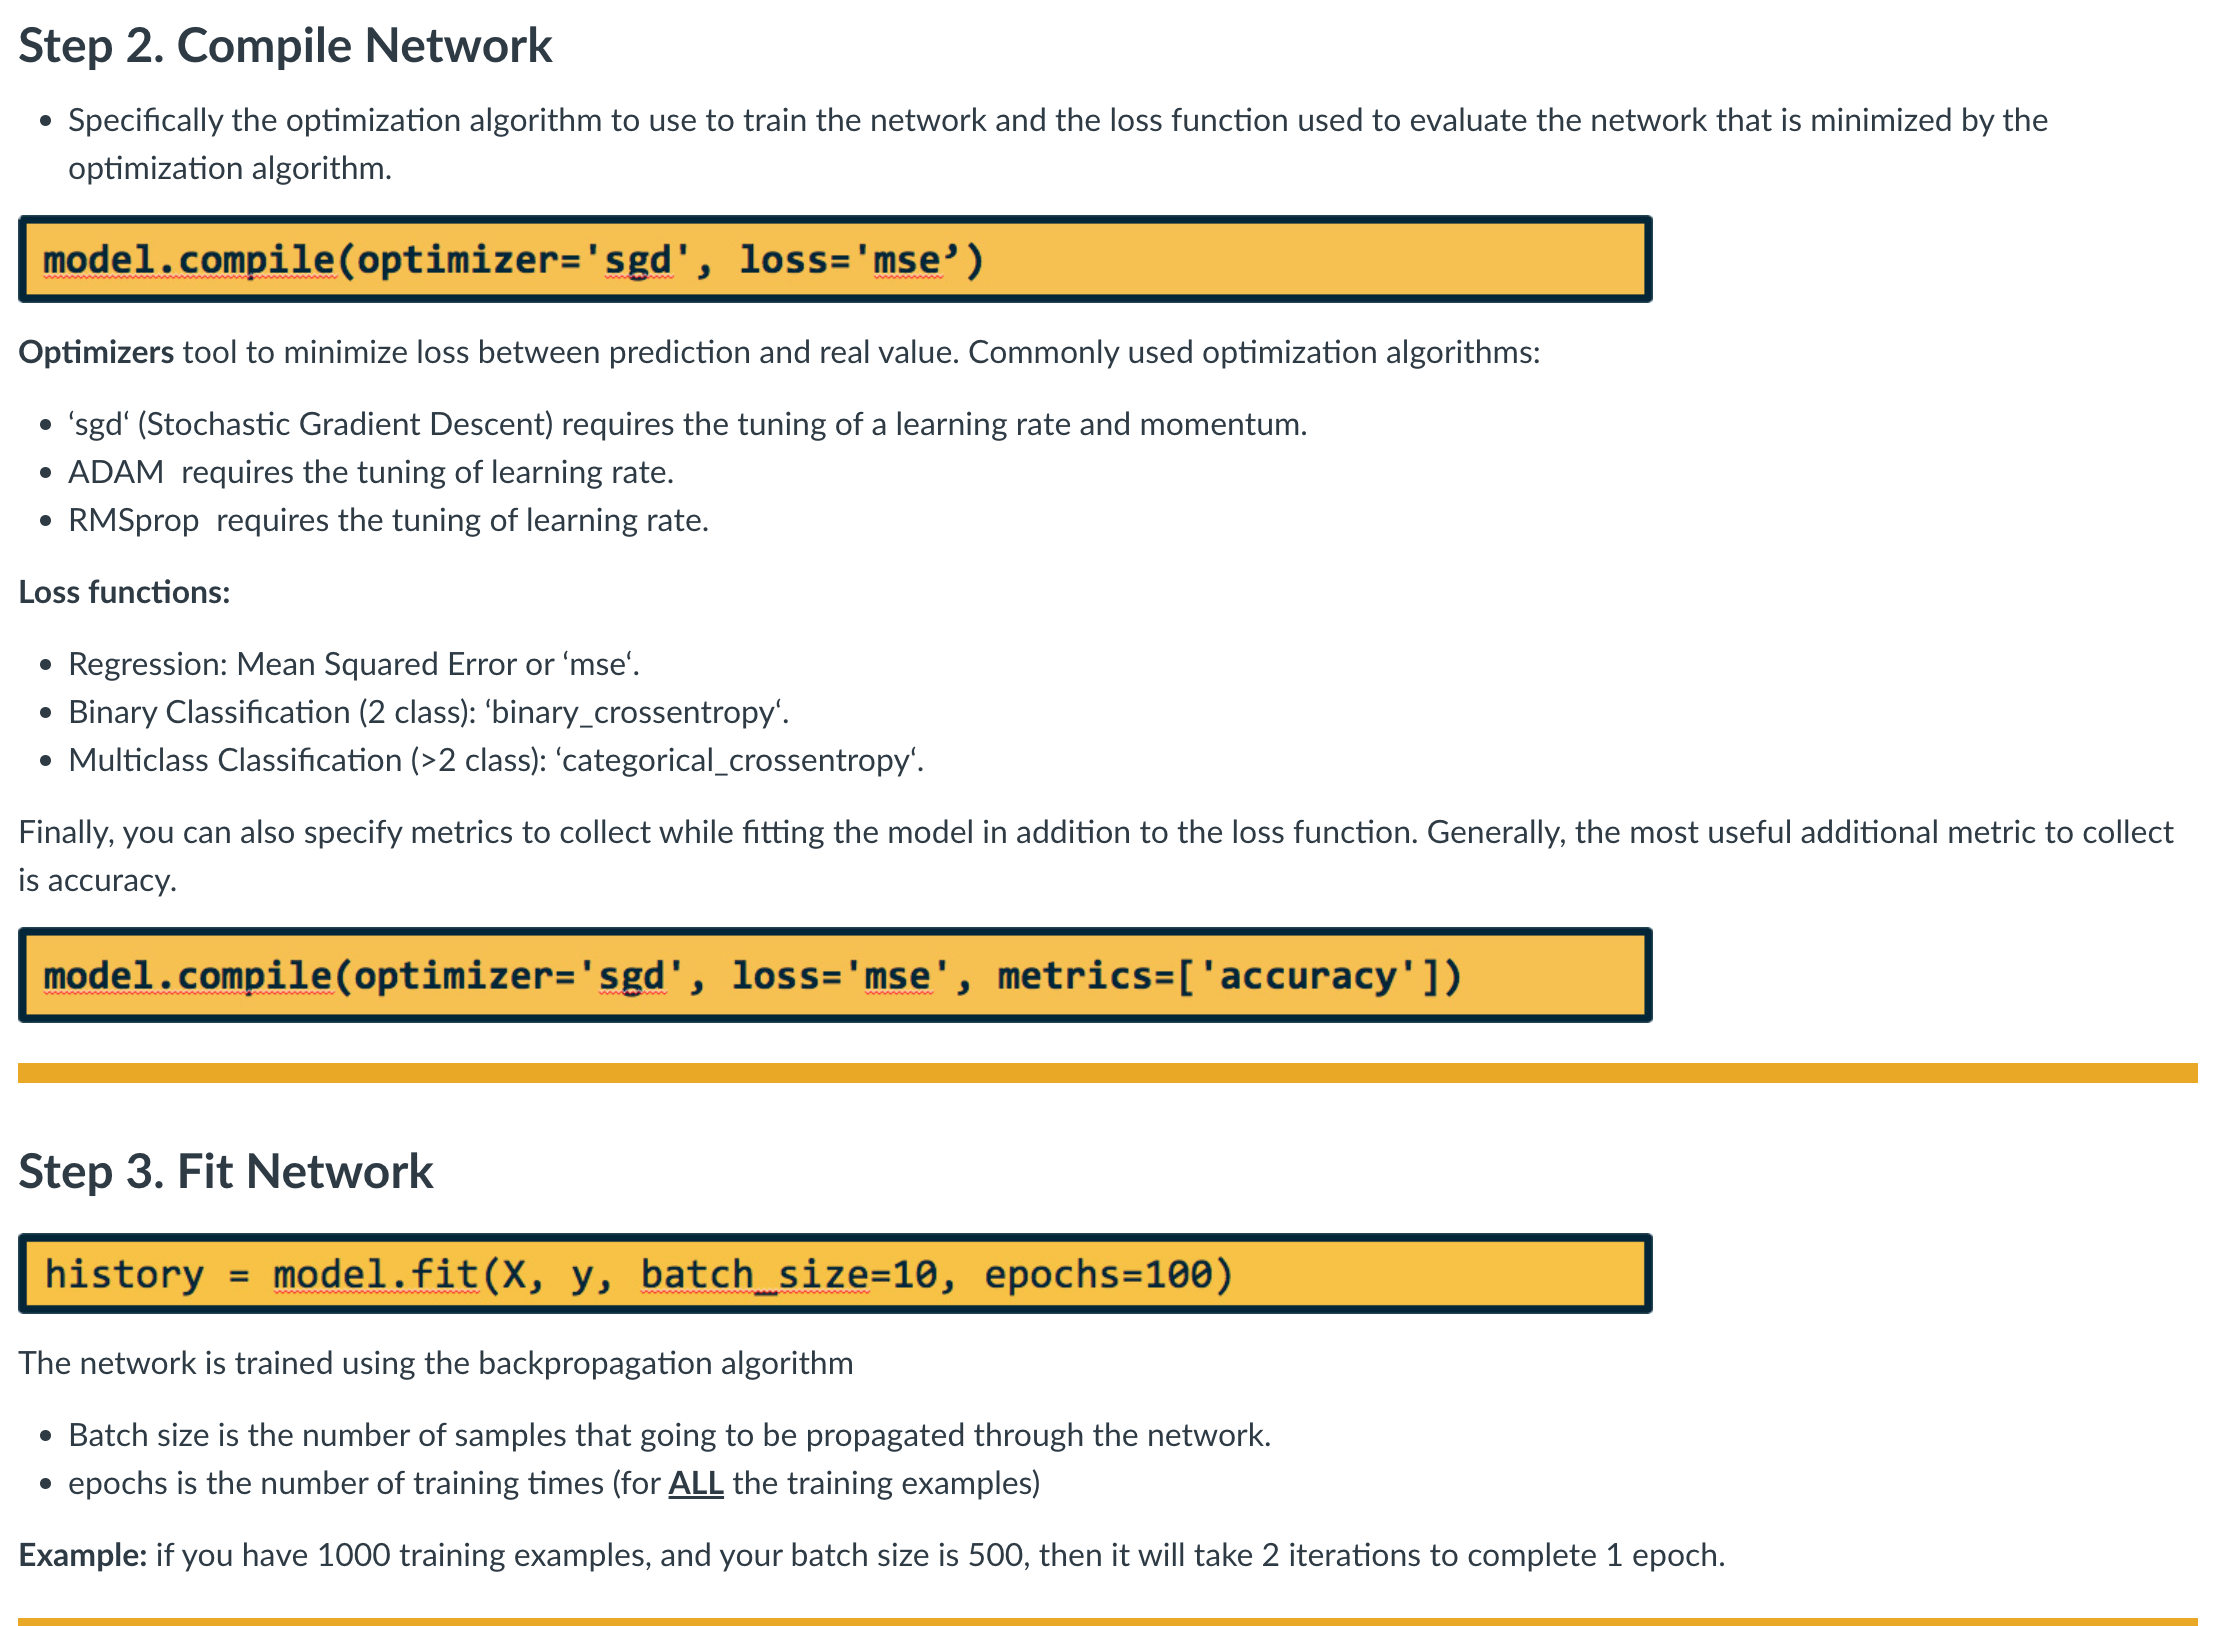 Step 2. Compile Network
• Specifically the optimization algorithm to use to train the network and the loss function used to evaluate the network that is minimized by the
optimization algorithm.
model.compile(optimizer='sgd', loss='mse’)
Optimizers tool to minimize loss between prediction and real value. Commonly used optimization algorithms:
• ‘sgd‘ (Stochastic Gradient Descent) requires the tuning of a learning rate and momentum.
• ADAM  requires the tuning of learning rate.
• RMSprop  requires the tuning of learning rate.
Loss functions:
• Regression: Mean Squared Error or ‘mse‘.
• Binary Classification (2 class): ‘binary_crossentropy‘.
• Multiclass Classification (>2 class): ‘categorical_crossentropy‘.
Finally, you can also specify metrics to collect while fitting the model in addition to the loss function. Generally, the most useful additional metric to collect
is accuracy.
model.compile(optimizer='sgd', loss='mse', metrics=['accuracy'])
Step 3. Fit Network
history = model.fit(X, y, batch_size=10, epochs=100)
The network is trained using the backpropagation algorithm
• Batch size is the number of samples that going to be propagated through the network.
• epochs is the number of training times (for ALL the training examples)
Example: if you have 1000 training examples, and your batch size is 500, then it will take 2 iterations to complete 1 epoch.